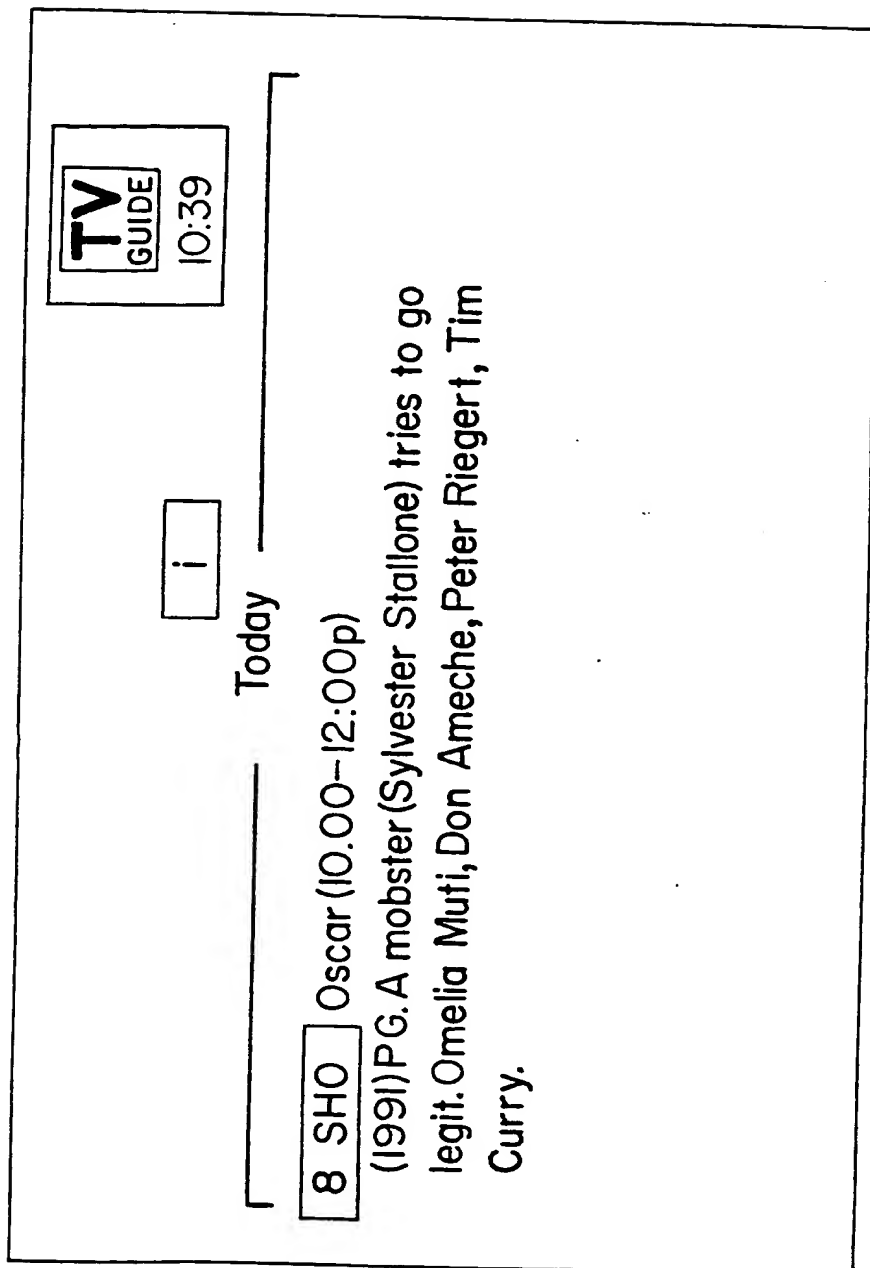 TV
GUIDE
10:39
i
Today
8 SHO Oscar (10.00-12:00p)
(1991) PG. A mobster (Sylvester Stallone) tries to go
legit. Omelia Muti, Don Ameche, Peter Riegert, Tim
Curry.